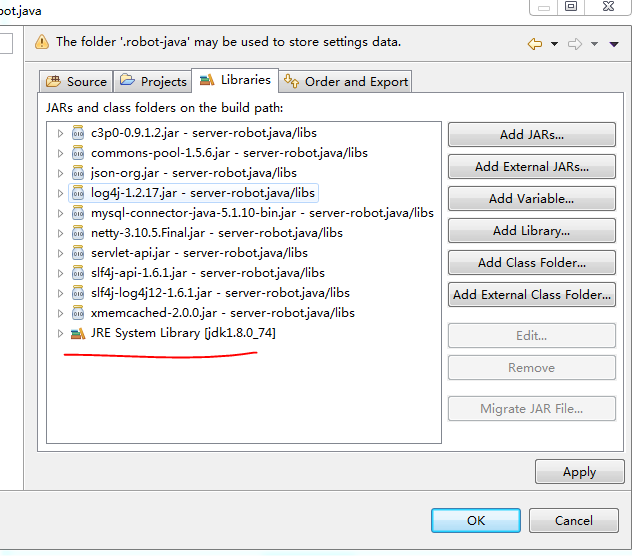 bot.java
The folder '.robot-java' may be used to store settings data.
Source
Projects
Libraries
Order and Export
JARs and class folders on the build path:
c3p0-0.9.1.2.jar - server-robot.java/libs
commons-pool-1.5.6.jar - server-robot.java/libs
json-org.jar - server-robot.java/libs
log4j-1.2.17.jar - server-robot.java/libs
mysql-connector-java-5.1.10-bin.jar - server-robot.java/libs
netty-3.10.5.Final.jar - server-robot.java/libs
servlet-api.jar - server-robot.java/libs
slf4j-api-1.6.1.jar - server-robot.java/libs
slf4j-log4j12-1.6.1.jar - server-robot.java/libs
xmemcached-2.0.0.jar - server-robot.java/libs
JRE System Library [jdk1.8.0_74]
Add JARs...
Add External JARs...
Add Variable...
Add Library...
Add Class Folder...
Add External Class Folder...
Edit...
Remove
Migrate JAR File...
Apply
OK
Cancel